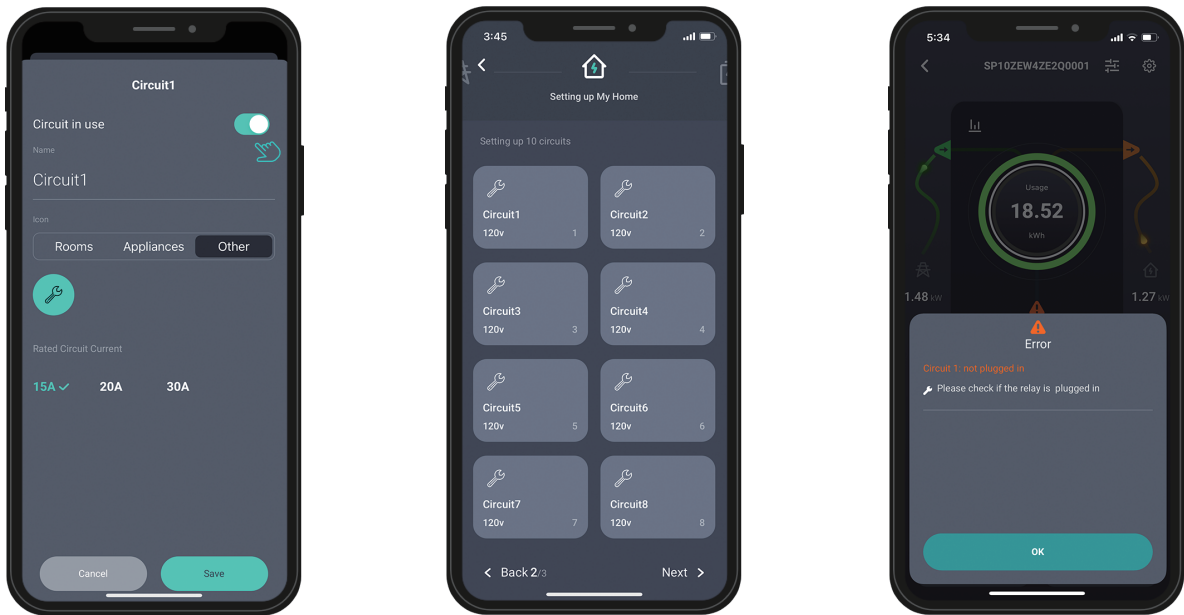 Circuit1
Circuit in use
Name
Circuit1
Icon
Rooms Appliances Other
Rated Circuit Current
15A 20A 30A
Cancel Save
3:45
Setting up My Home
Setting up 10 circuits
Circuit1 Circuit2
120v 1 120v 2
Circuit3 Circuit4
120v 3 120v 4
Circuit5 Circuit6
120v 5 120v 6
Circuit7 Circuit8
120v 7 120v 8
Back 2/3 Next
5:34
SP10ZEW4ZE2Q0001
Usage
18.52
kWh
1.48 kW 1.27 kW
Error
Circuit 1: not plugged in
Please check if the relay is plugged in
OK